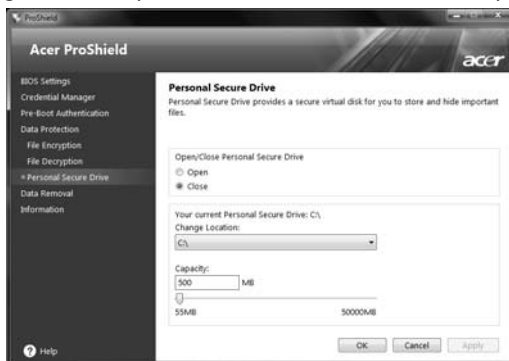 ProShield
Acer ProShield
acer
BIOS Settings
Credential Manager
Pre-Boot Authentication
Data Protection
File Encryption
File Decryption
Personal Secure Drive
Data Removal
Information
Help
Personal Secure Drive
Personal Secure Drive provides a secure virtual disk for you to store and hide important
files.
Open/Close Personal Secure Drive
Open
Close
Your current Personal Secure Drive: C:\
Change Location:
C:\
Capacity:
500 MB
55MB 50000MB
OK Cancel Apply